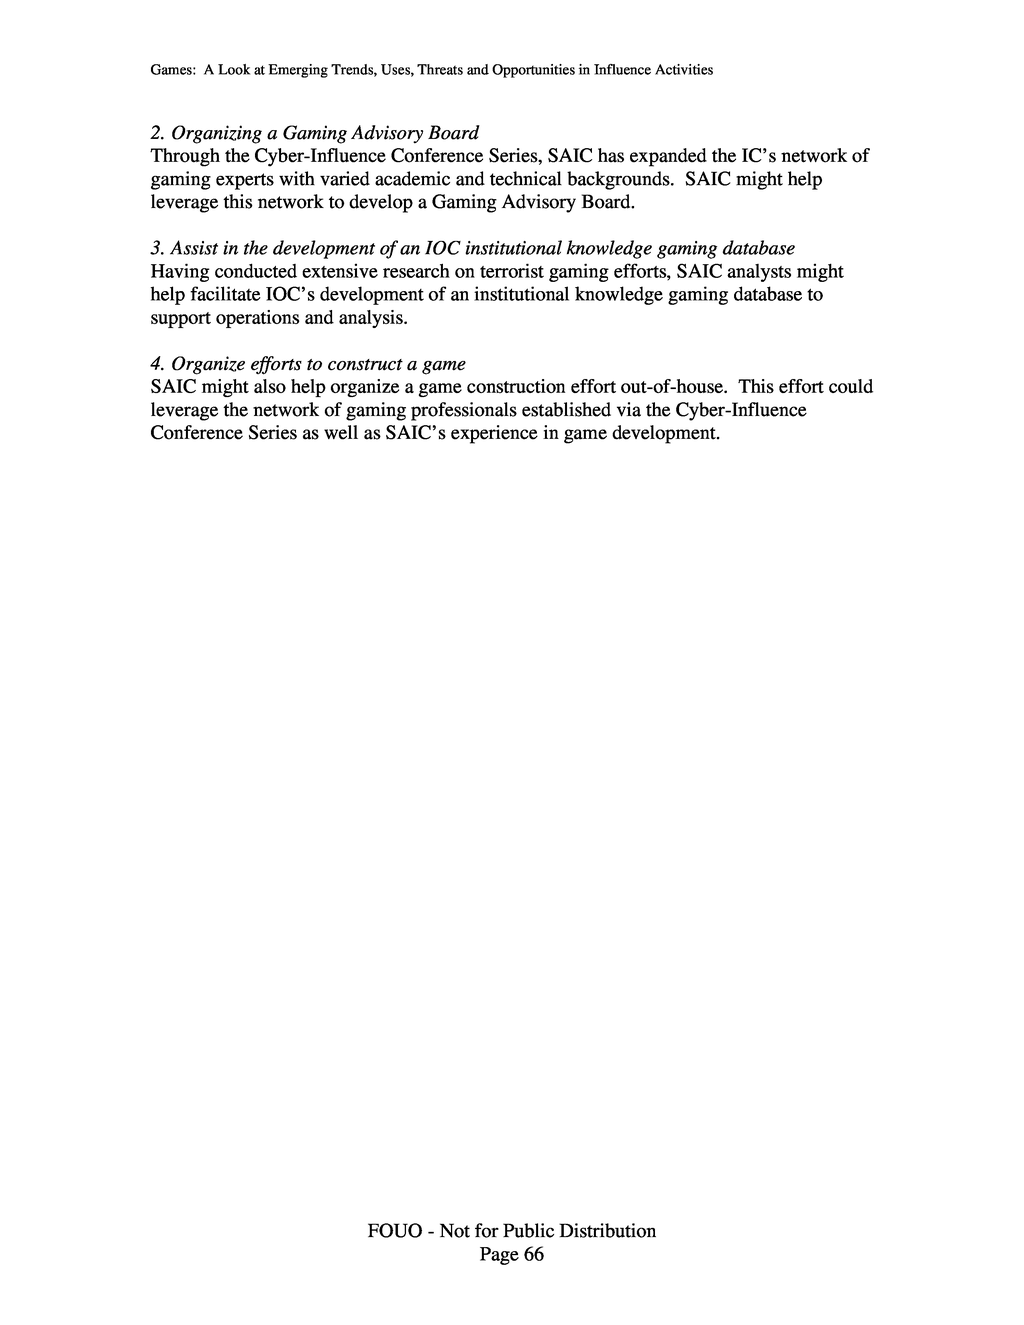 Games:  A Look at Emerging Trends, Uses, Threats and Opportunities in Influence Activities
2. Organizing a Gaming Advisory Board
Through the Cyber-Influence Conference Series, SAIC has expanded the IC's network of
gaming experts with varied academic and technical backgrounds.  SAIC might help
leverage this network to develop a Gaming Advisory Board.
3. Assist in the development of an IOC institutional knowledge gaming database
Having conducted extensive research on terrorist gaming efforts, SAIC analysts might
help facilitate IOC's development of an institutional knowledge gaming database to
support operations and analysis.
4. Organize efforts to construct a game
SAIC might also help organize a game construction effort out-of-house.  This effort could
leverage the network of gaming professionals established via the Cyber-Influence
Conference Series as well as SAIC's experience in game development.
FOUO - Not for Public Distribution
Page 66